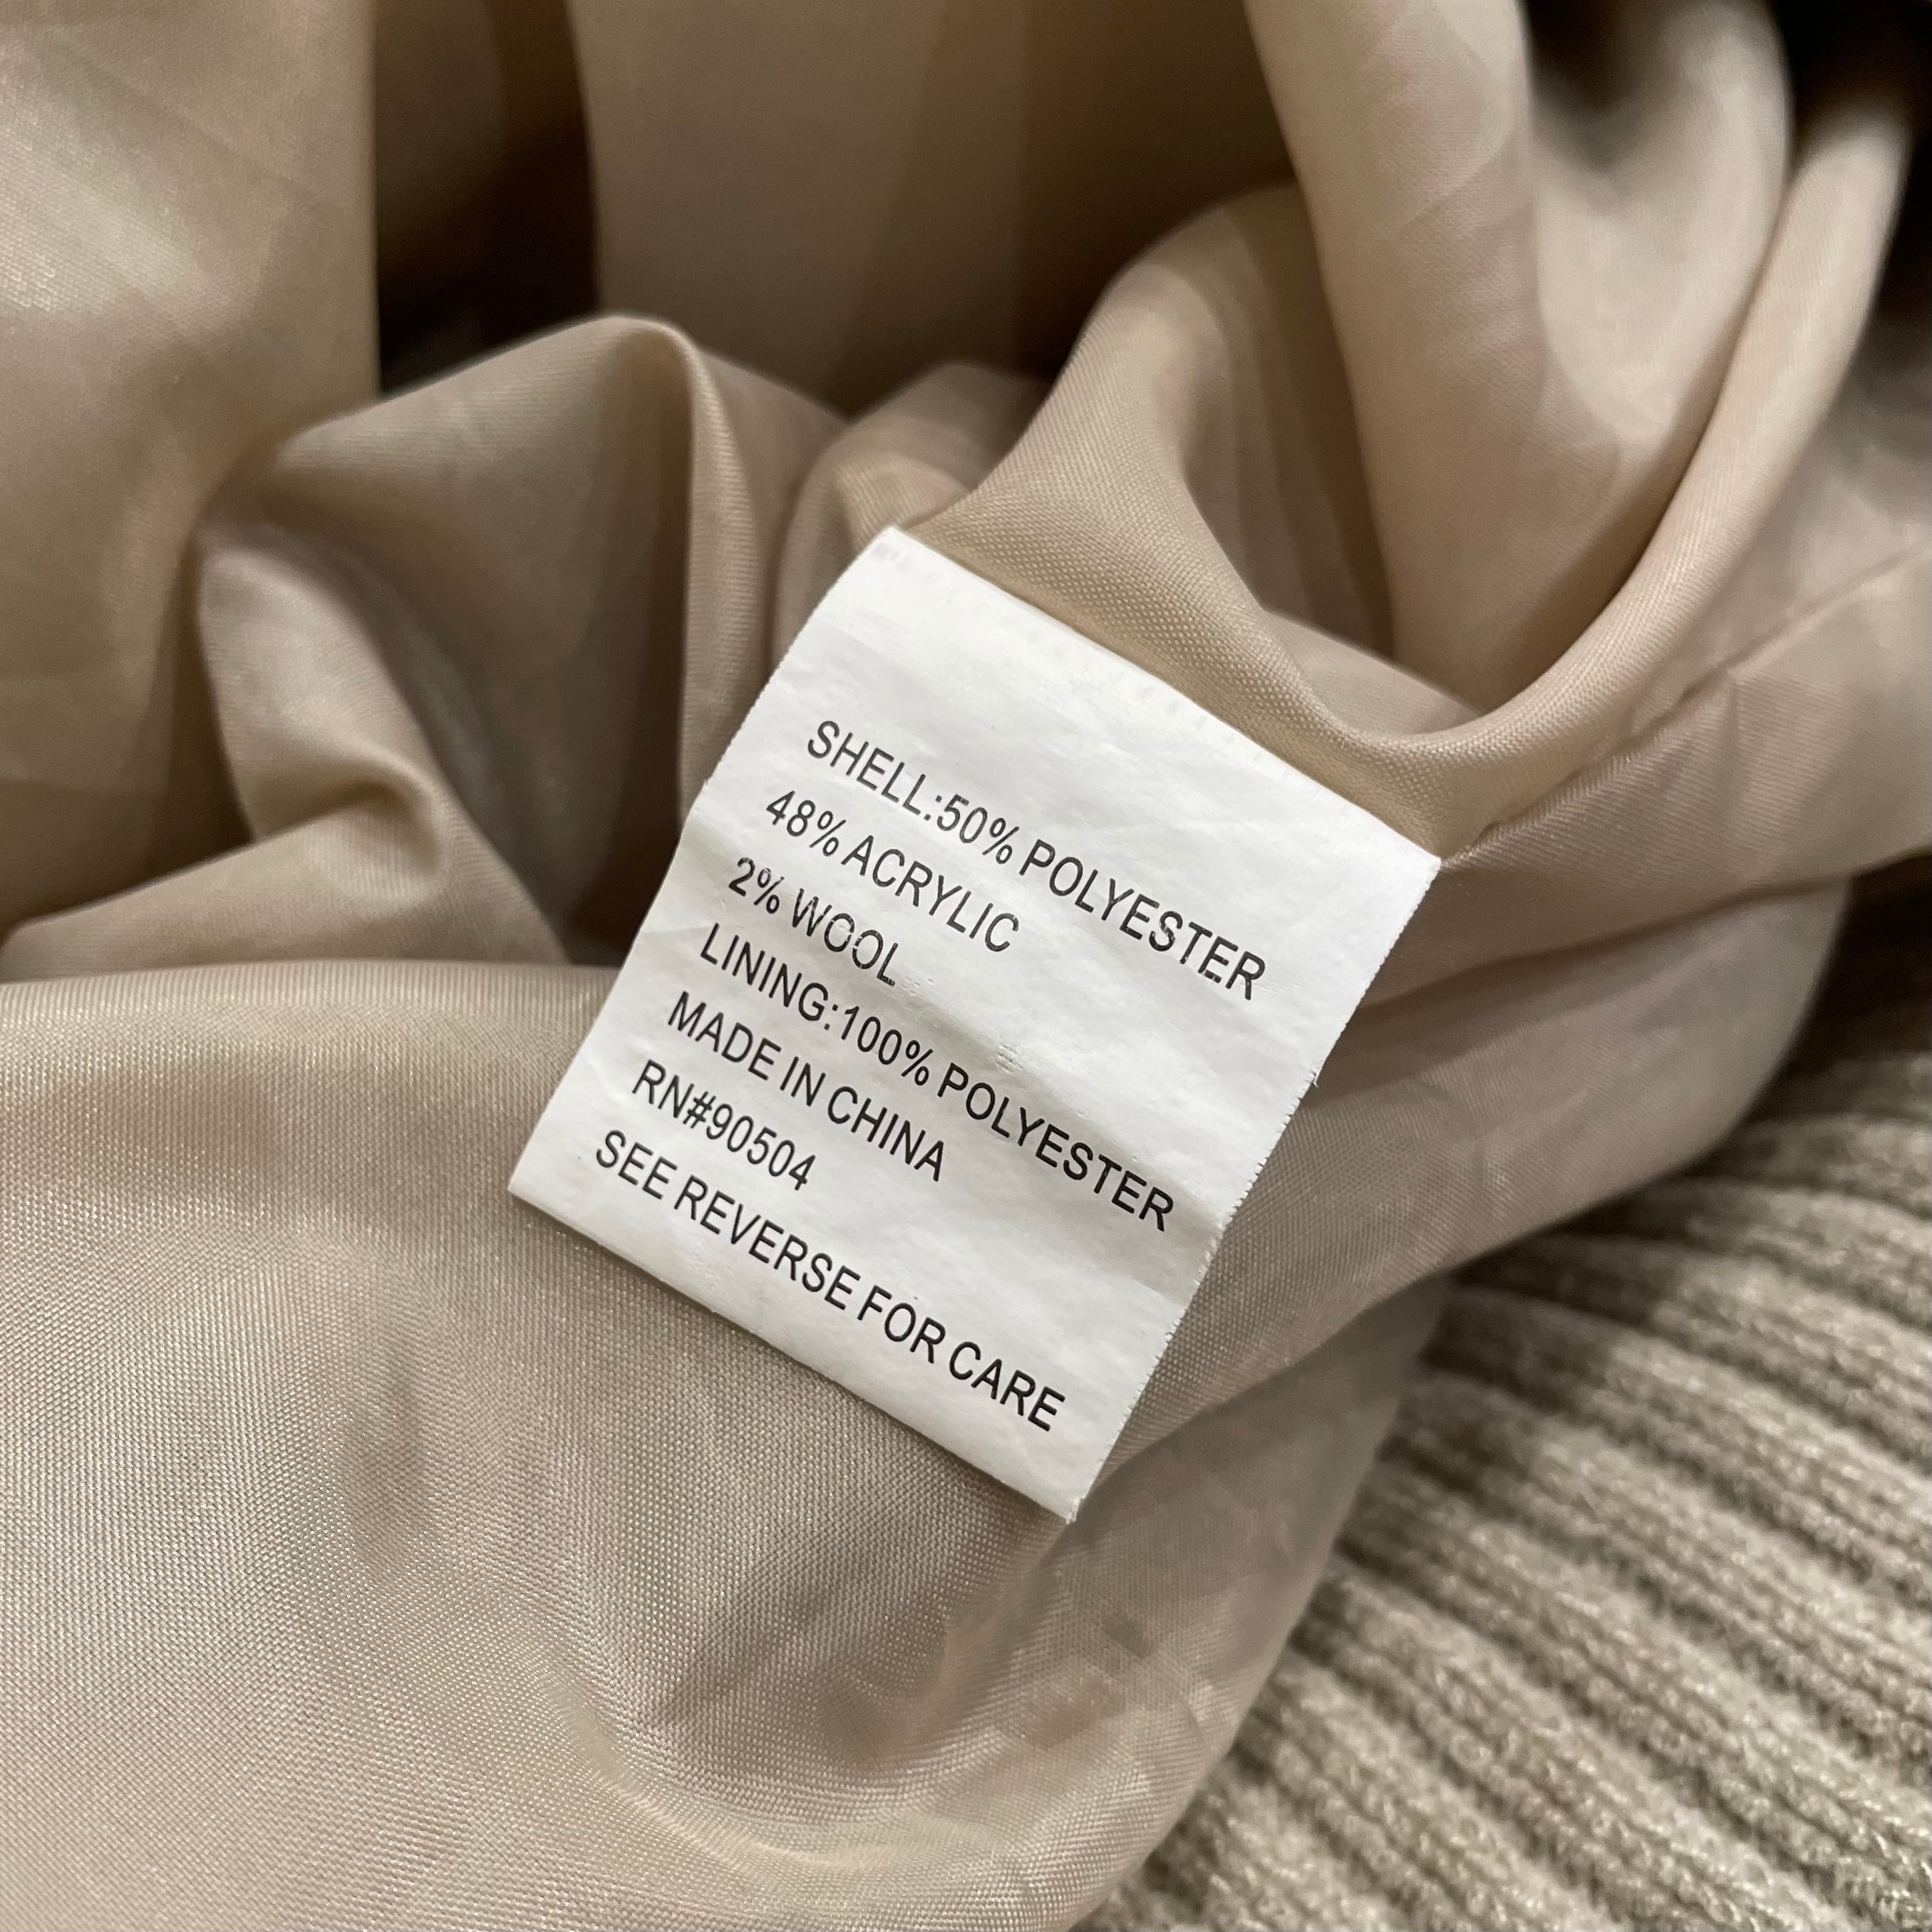 SHELL:50% POLYESTER
48% ACRYLIC
2% WOOL
LINING:100% POLYESTER
MADE IN CHINA
RN#90504
SEE REVERSE FOR CARE